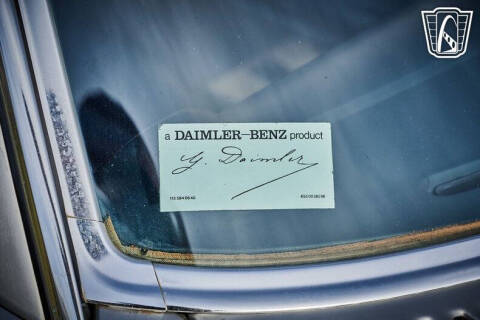 a DAIMLER-BENZ product
G. Daimler